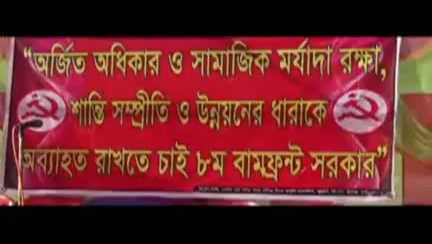 “অর্জিত অধিকার ও সামাজিক মর্যাদা রক্ষা,
শান্তি সম্প্রীতি ও উন্নয়নের ধারাকে
অব্যাহত রাখতে চাই ৮ম বামফ্রন্ট সরকার”